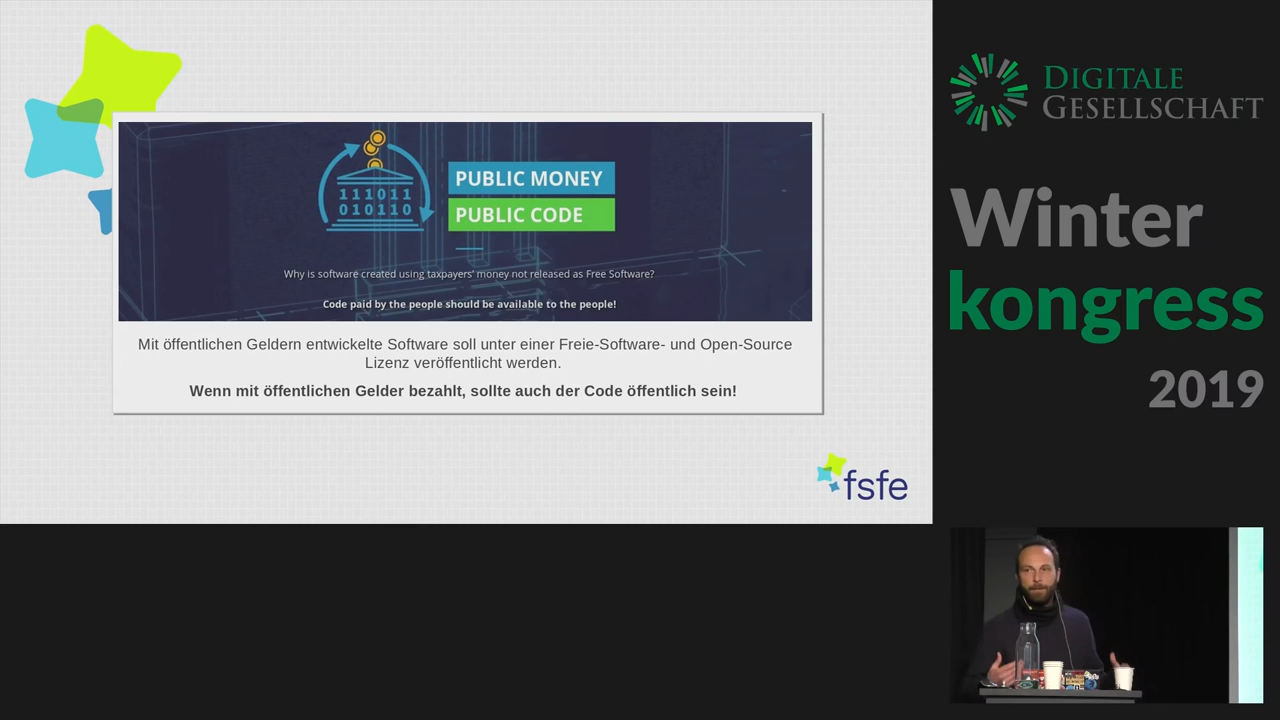 111011
010110
PUBLIC MONEY
PUBLIC CODE
Why is software created using taxpayers’ money not released as Free Software?
Code paid by the people should be available to the people!
Mit öffentlichen Geldern entwickelte Software soll unter einer Freie-Software- und Open-Source
Lizenz veröffentlicht werden.
Wenn mit öffentlichen Gelder bezahlt, sollte auch der Code öffentlich sein!
fsfe
DIGITALE
GESELLSCHAFT
Winter
kongress
2019